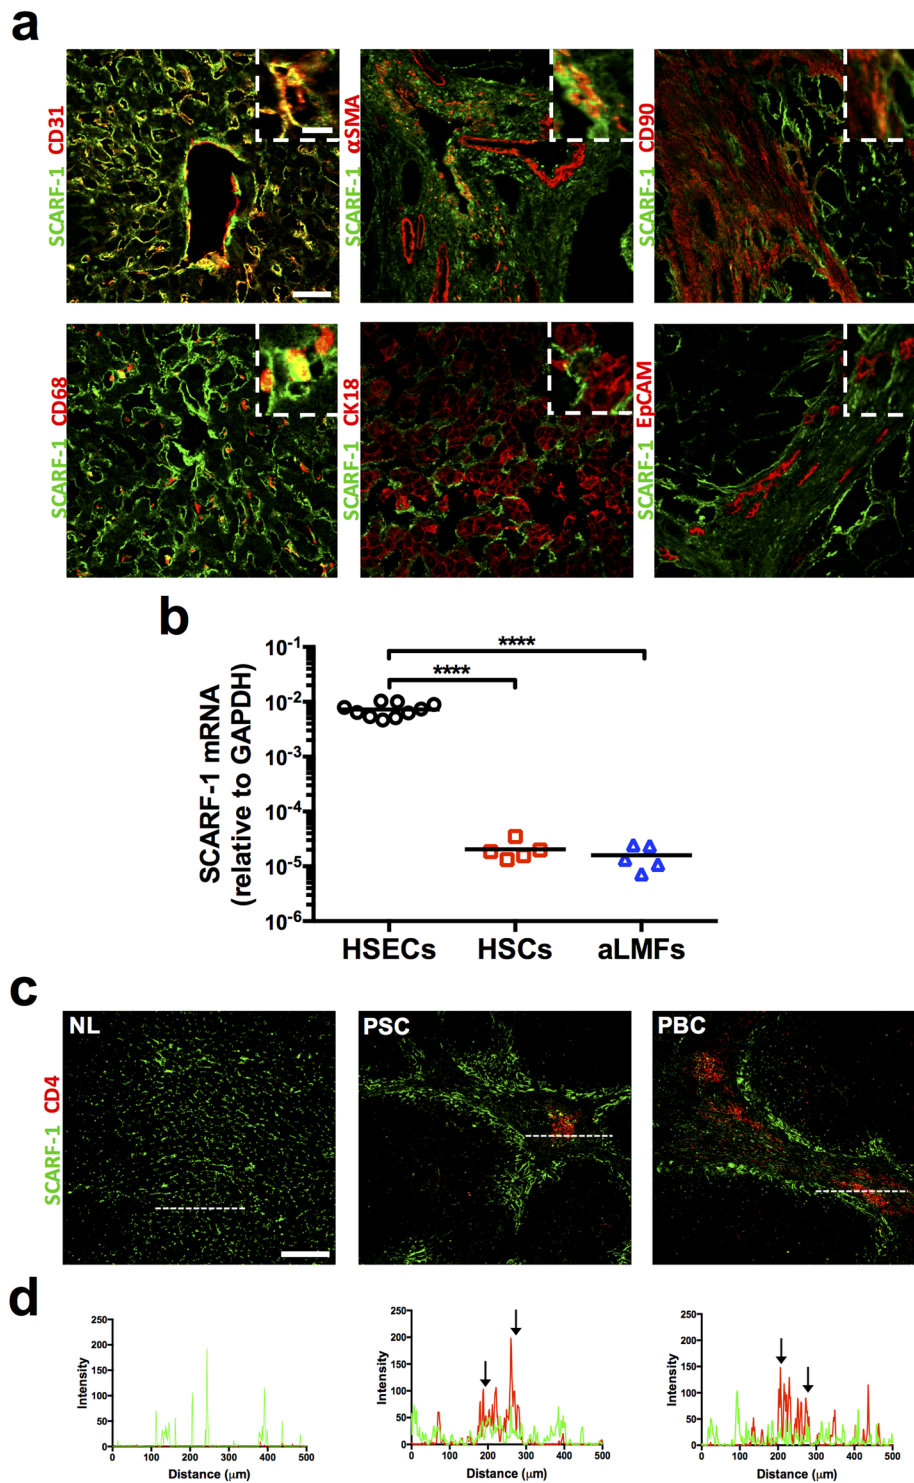 a
SCARF-1 CD31
SCARF-1 αSMA
SCARF-1 CD90
SCARF-1 CD68
SCARF-1 CK18
SCARF-1 EpCAM
b
SCARF-1 mRNA
(relative to GAPDH)
10-1
10-2
10-3
10-4
10-5
10-6
****
****
HSECs HSCs aLMFs
c
SCARF-1 CD4
NL
PSC
PBC
d
Intensity
250
200
150
100
50
0
0 100 200 300 400 500
Distance (μm)
Intensity
250
200
150
100
50
0
0 100 200 300 400 500
Distance (μm)
Intensity
250
200
150
100
50
0
0 100 200 300 400 500
Distance (μm)